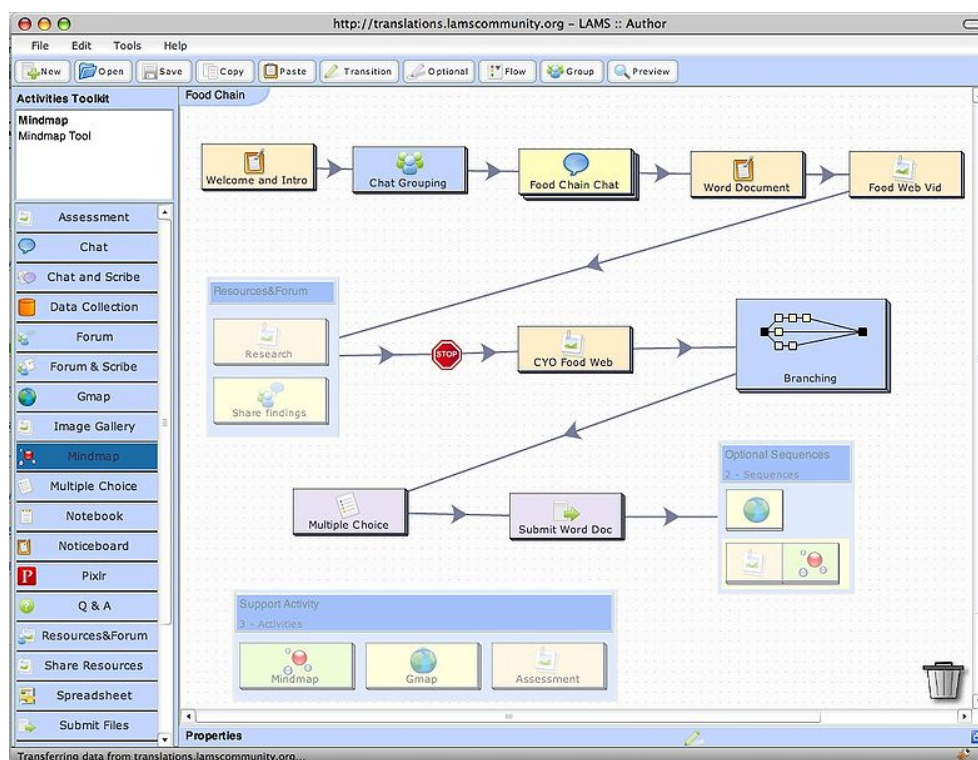 http://translations.lamscommunity.org – LAMS :: Author
File Edit Tools Help
New Open Save Copy Paste Transition Optional Flow Group Preview
Activities Toolkit
Mindmap
Mindmap Tool
Assessment
Chat
Chat and Scribe
Data Collection
Forum
Forum & Scribe
Gmap
Image Gallery
Mindmap
Multiple Choice
Notebook
Noticeboard
Pixlr
Q & A
Resources&Forum
Share Resources
Spreadsheet
Submit Files
Food Chain
Welcome and Intro
Chat Grouping
Food Chain Chat
Word Document
Food Web Vid
Resources&Forum
Research
Share findings
STOP
CYO Food Web
Branching
Multiple Choice
Submit Word Doc
Optional Sequences
2 - Sequences
Support Activity
3 - Activities
Mindmap
Gmap
Assessment
Properties
Transferring data from translations.lamscommunity.org...